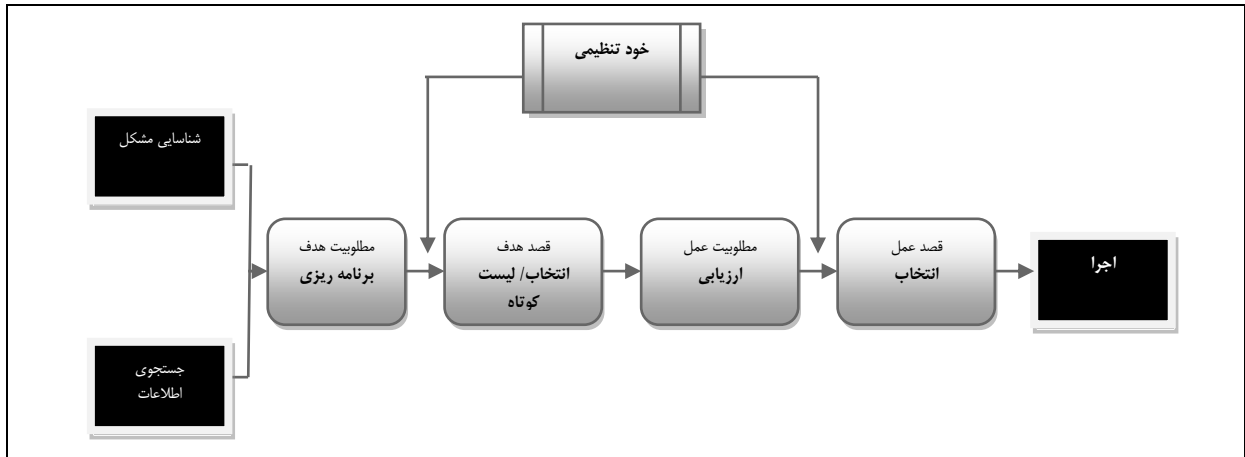 خود تنظیمی
شناسایی مشکل
مطلوبیت هدف
برنامه ریزی
قصد هدف
انتخاب/ لیست
کوتاه
مطلوبیت عمل
ارزیابی
قصد عمل
انتخاب
اجرا
جستجوی
اطلاعات